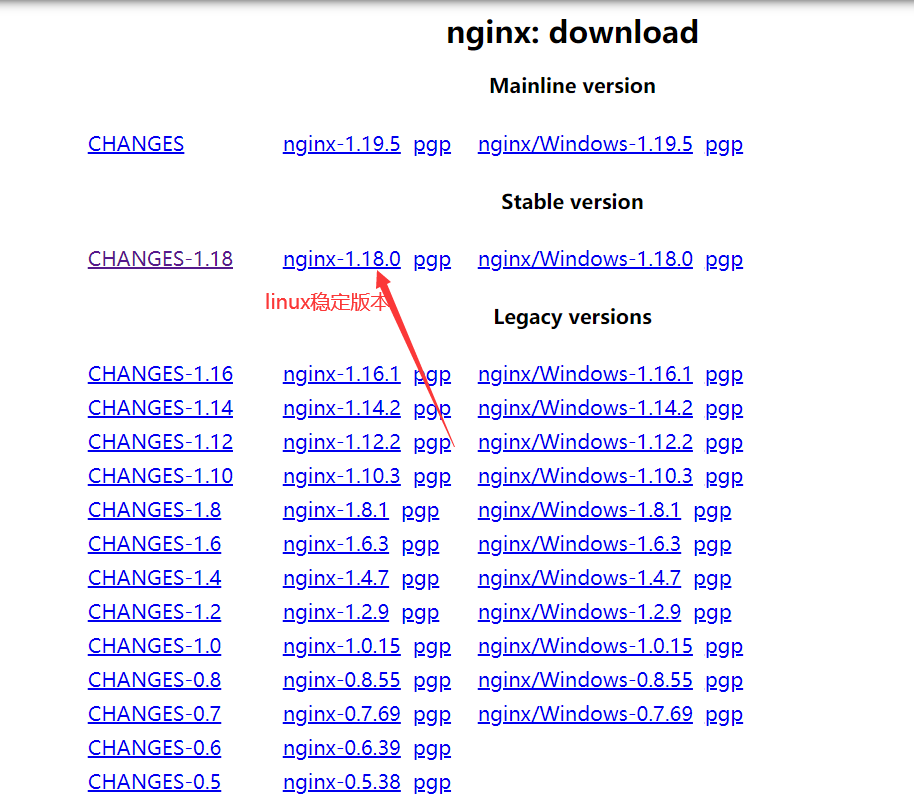 nginx: download
Mainline version
CHANGES nginx-1.19.5 pgp nginx/Windows-1.19.5 pgp
Stable version
CHANGES-1.18 nginx-1.18.0 pgp nginx/Windows-1.18.0 pgp
linux稳定版本
Legacy versions
CHANGES-1.16 nginx-1.16.1 pgp nginx/Windows-1.16.1 pgp
CHANGES-1.14 nginx-1.14.2 pgp nginx/Windows-1.14.2 pgp
CHANGES-1.12 nginx-1.12.2 pgp nginx/Windows-1.12.2 pgp
CHANGES-1.10 nginx-1.10.3 pgp nginx/Windows-1.10.3 pgp
CHANGES-1.8 nginx-1.8.1 pgp nginx/Windows-1.8.1 pgp
CHANGES-1.6 nginx-1.6.3 pgp nginx/Windows-1.6.3 pgp
CHANGES-1.4 nginx-1.4.7 pgp nginx/Windows-1.4.7 pgp
CHANGES-1.2 nginx-1.2.9 pgp nginx/Windows-1.2.9 pgp
CHANGES-1.0 nginx-1.0.15 pgp nginx/Windows-1.0.15 pgp
CHANGES-0.8 nginx-0.8.55 pgp nginx/Windows-0.8.55 pgp
CHANGES-0.7 nginx-0.7.69 pgp nginx/Windows-0.7.69 pgp
CHANGES-0.6 nginx-0.6.39 pgp
CHANGES-0.5 nginx-0.5.38 pgp